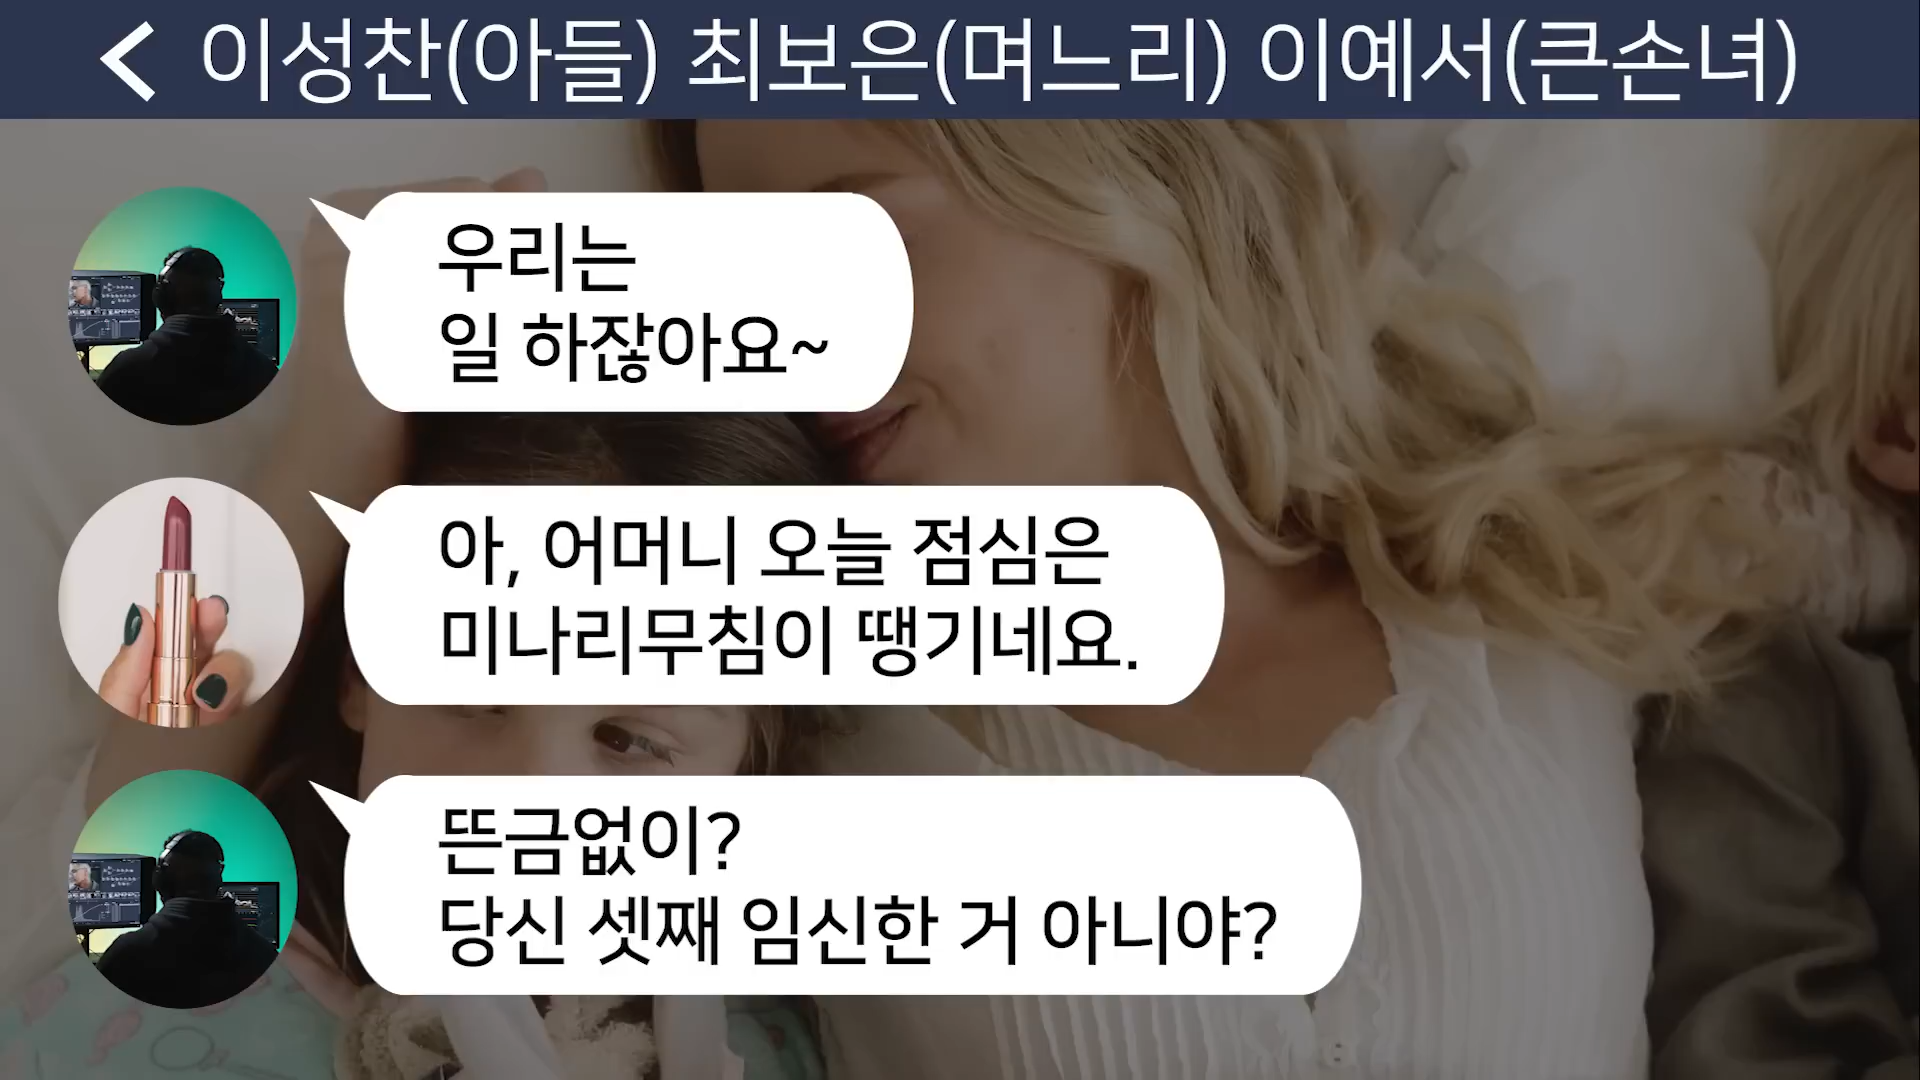 이성찬(아들) 최보은(며느리) 이예서(큰손녀)
우리는
일 하잖아요~
아, 어머니 오늘 점심은
미나리무침이 땡기네요.
뜬금없이?
당신 셋째 임신한 거 아니야?